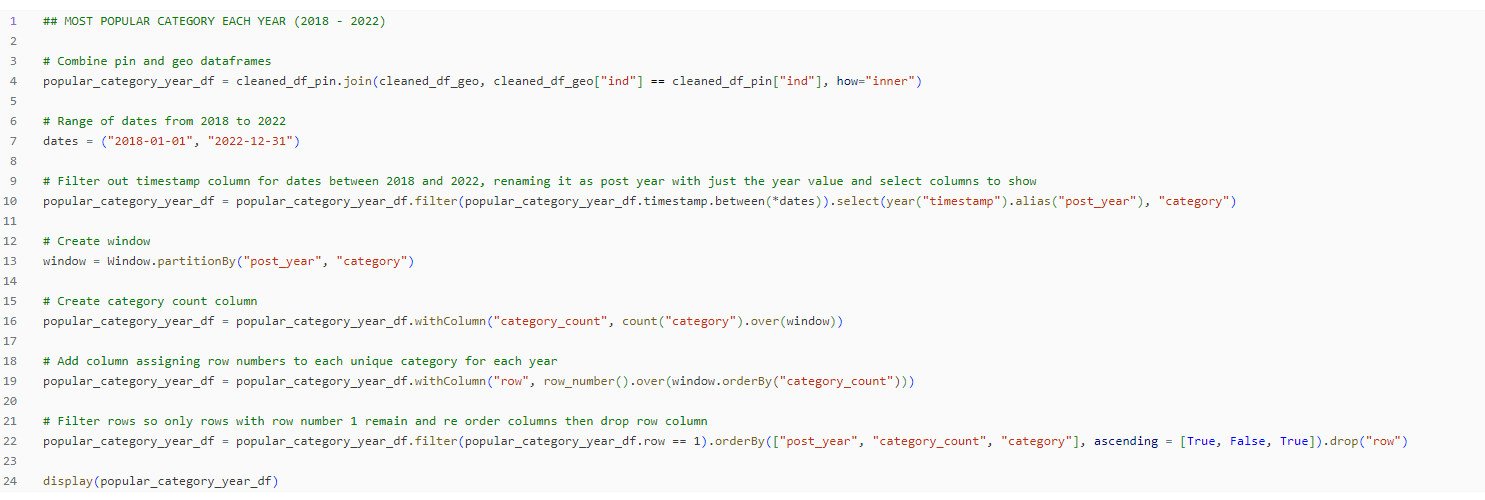 1 ## MOST POPULAR CATEGORY EACH YEAR (2018 - 2022)
2
3 # Combine pin and geo dataframes
4 popular_category_year_df = cleaned_df_pin.join(cleaned_df_geo, cleaned_df_geo["ind"] == cleaned_df_pin["ind"], how="inner")
5
6 # Range of dates from 2018 to 2022
7 dates = ("2018-01-01", "2022-12-31")
8
9 # Filter out timestamp column for dates between 2018 and 2022, renaming it as post year with just the year value and select columns to show
10 popular_category_year_df = popular_category_year_df.filter(popular_category_year_df.timestamp.between(*dates)).select(year("timestamp").alias("post_year"), "category")
11
12 # Create window
13 window = Window.partitionBy("post_year", "category")
14
15 # Create category count column
16 popular_category_year_df = popular_category_year_df.withColumn("category_count", count("category").over(window))
17
18 # Add column assigning row numbers to each unique category for each year
19 popular_category_year_df = popular_category_year_df.withColumn("row", row_number().over(window.orderBy("category_count")))
20
21 # Filter rows so only rows with row number 1 remain and re order columns then drop row column
22 popular_category_year_df = popular_category_year_df.filter(popular_category_year_df.row == 1).orderBy(["post_year", "category_count", "category"], ascending = [True, False, True]).drop("row")
23
24 display(popular_category_year_df)